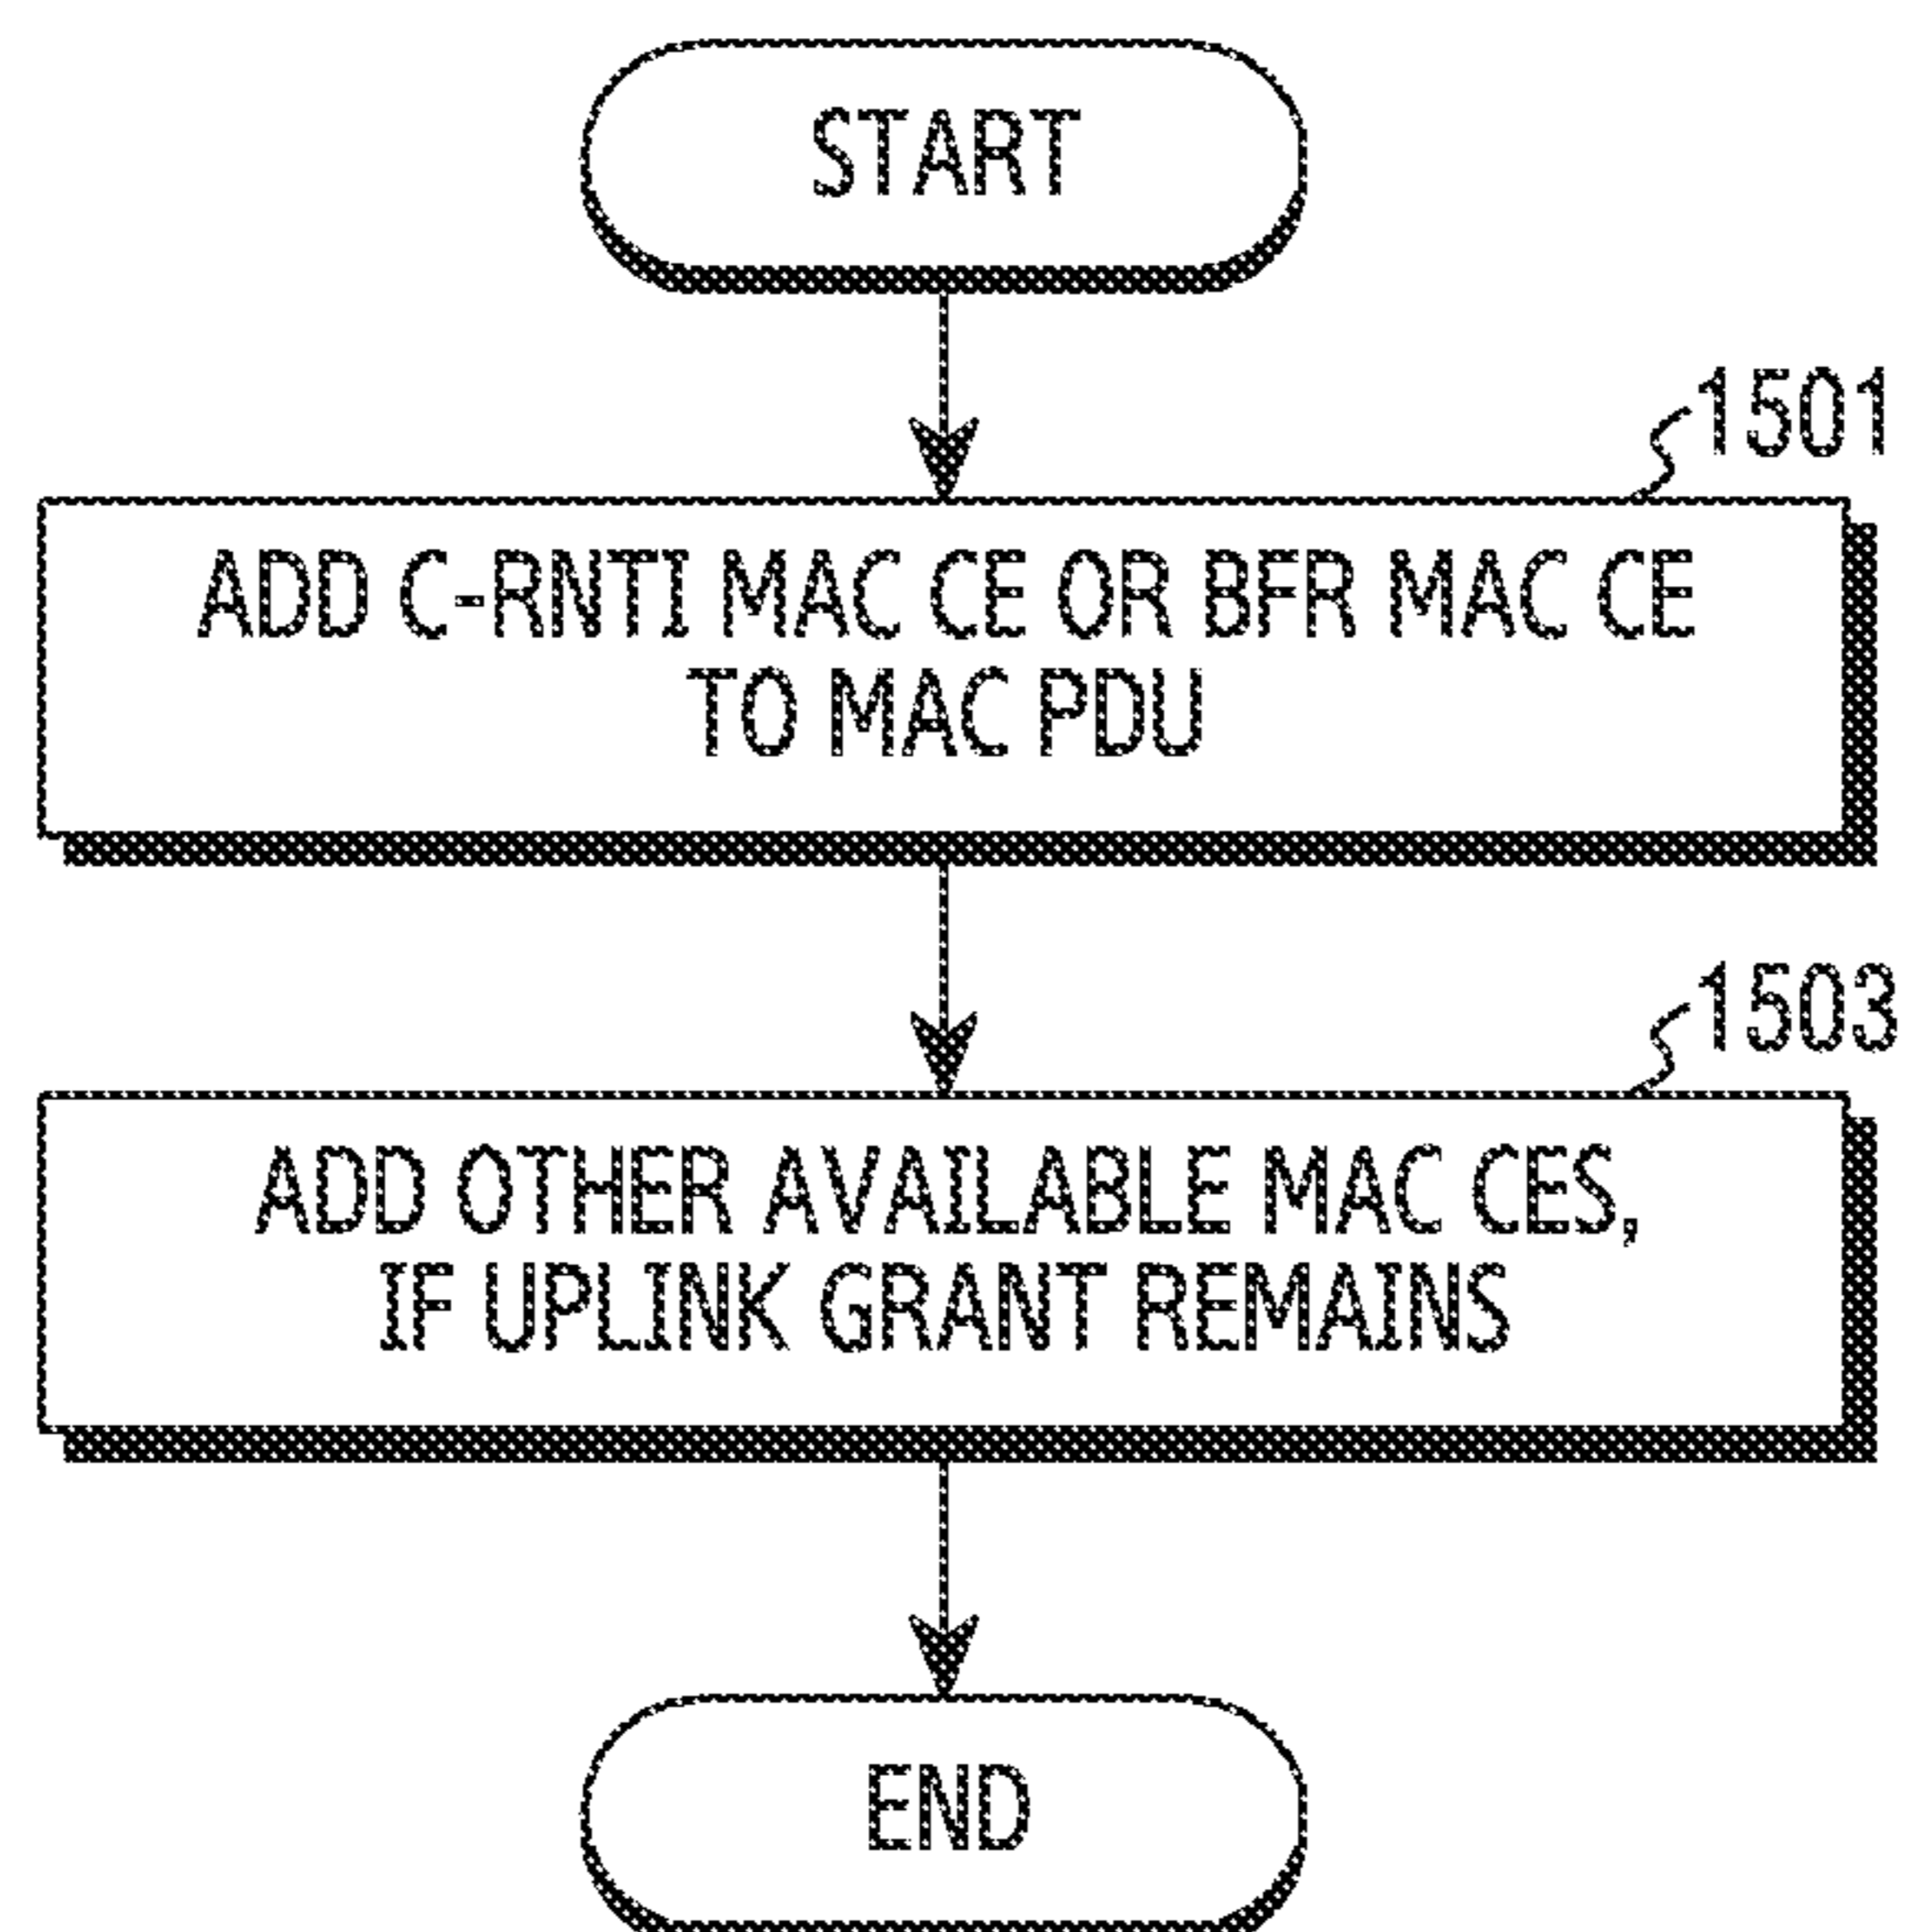 START
1501
ADD C-RNTI MAC CE OR BFR MAC CE
TO MAC PDU
1503
ADD OTHER AVAILABLE MAC CES,
IF UPLINK GRANT REMAINS
END